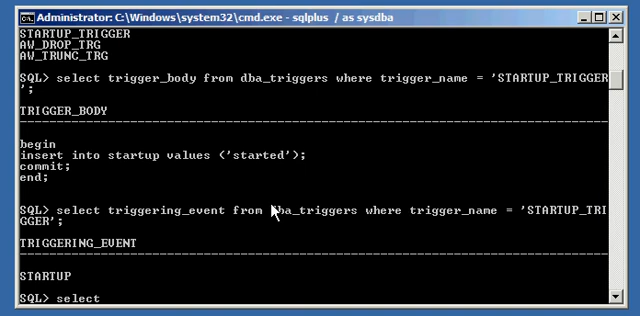 Administrator: C:\Windows\system32\cmd.exe - sqlplus / as sysdba
STARTUP_TRIGGER
AW_DROP_TRG
AW_TRUNC_TRG
SQL> select trigger_body from dba_triggers where trigger_name = 'STARTUP_TRIGGER
';
TRIGGER_BODY
--------------------------------------------------------------------------------
begin
insert into startup values ('started');
commit;
end;
SQL> select triggering_event from dba_triggers where trigger_name = 'STARTUP_TRI
GGER';
TRIGGERING_EVENT
--------------------------------------------------------------------------------
STARTUP
SQL> select